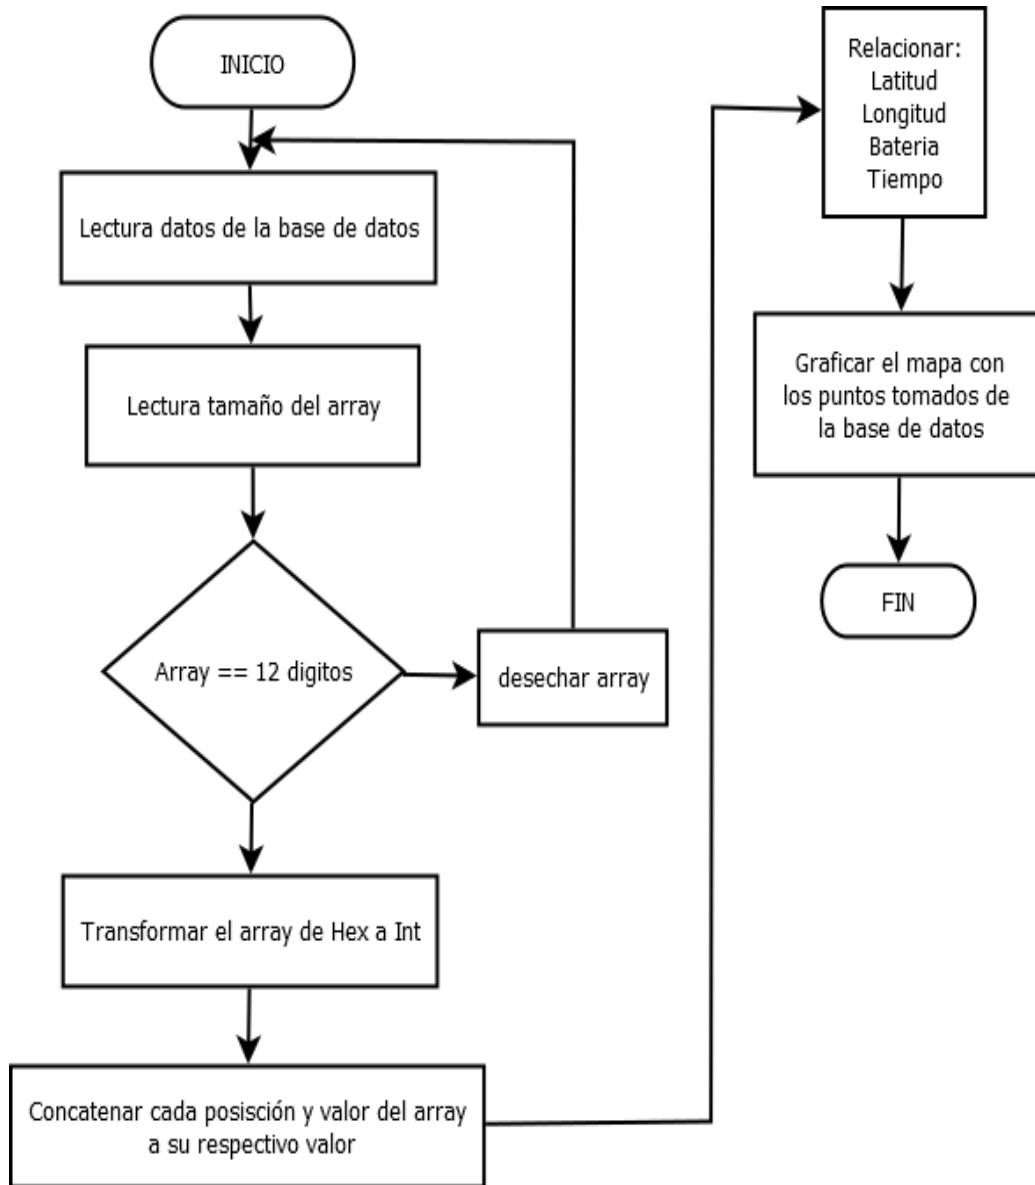 INICIO
Lectura datos de la base de datos
Lectura tamaño del array
Array == 12 digitos
desechar array
Transformar el array de Hex a Int
Concatenar cada posisción y valor del array
a su respectivo valor
Relacionar:
Latitud
Longitud
Bateria
Tiempo
Graficar el mapa con
los puntos tomados de
la base de datos
FIN